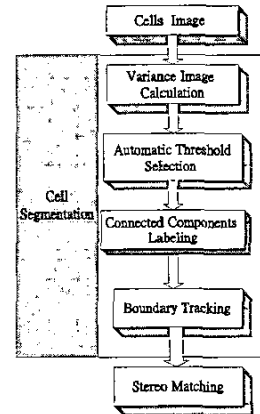 Cells Image
Variance Image
Calculation
Automatic Threshold
Selection
Cell
Segmentation
Connected Components
Labeling
Boundary Tracking
Stereo Matching